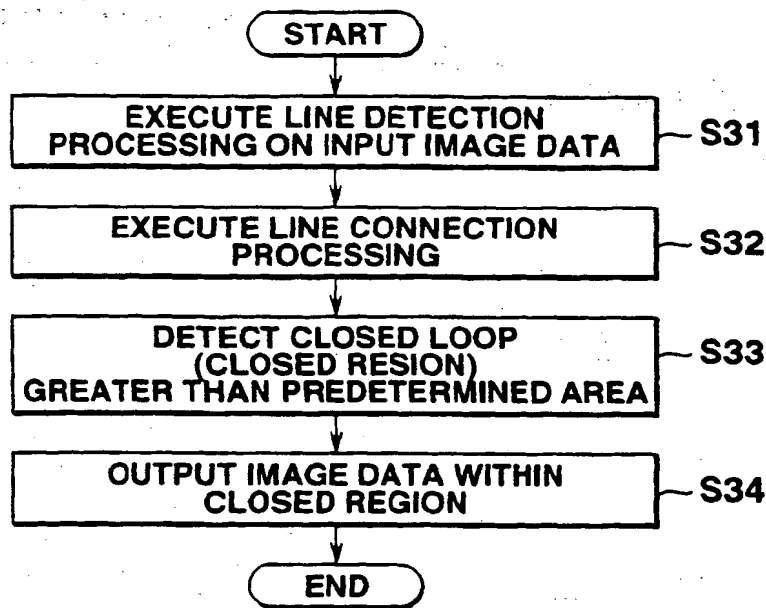 START
EXECUTE LINE DETECTION
PROCESSING ON INPUT IMAGE DATA
S31
EXECUTE LINE CONNECTION
PROCESSING
S32
DETECT CLOSED LOOP
(CLOSED RESION)
GREATER THAN PREDETERMINED AREA
S33
OUTPUT IMAGE DATA WITHIN
CLOSED REGION
S34
END